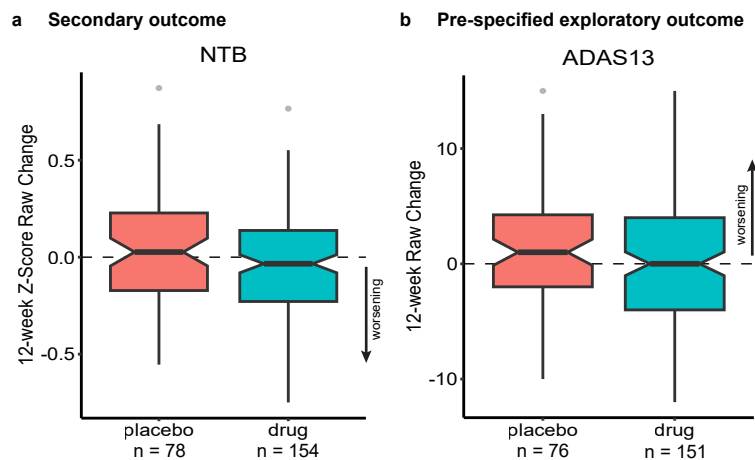 a Secondary outcome
NTB
12-week Z-Score Raw Change
0.5
0.0
-0.5
worsening
placebo
n = 78
drug
n = 154
b Pre-specified exploratory outcome
ADAS13
12-week Raw Change
10
0
-10
worsening
placebo
n = 76
drug
n = 151